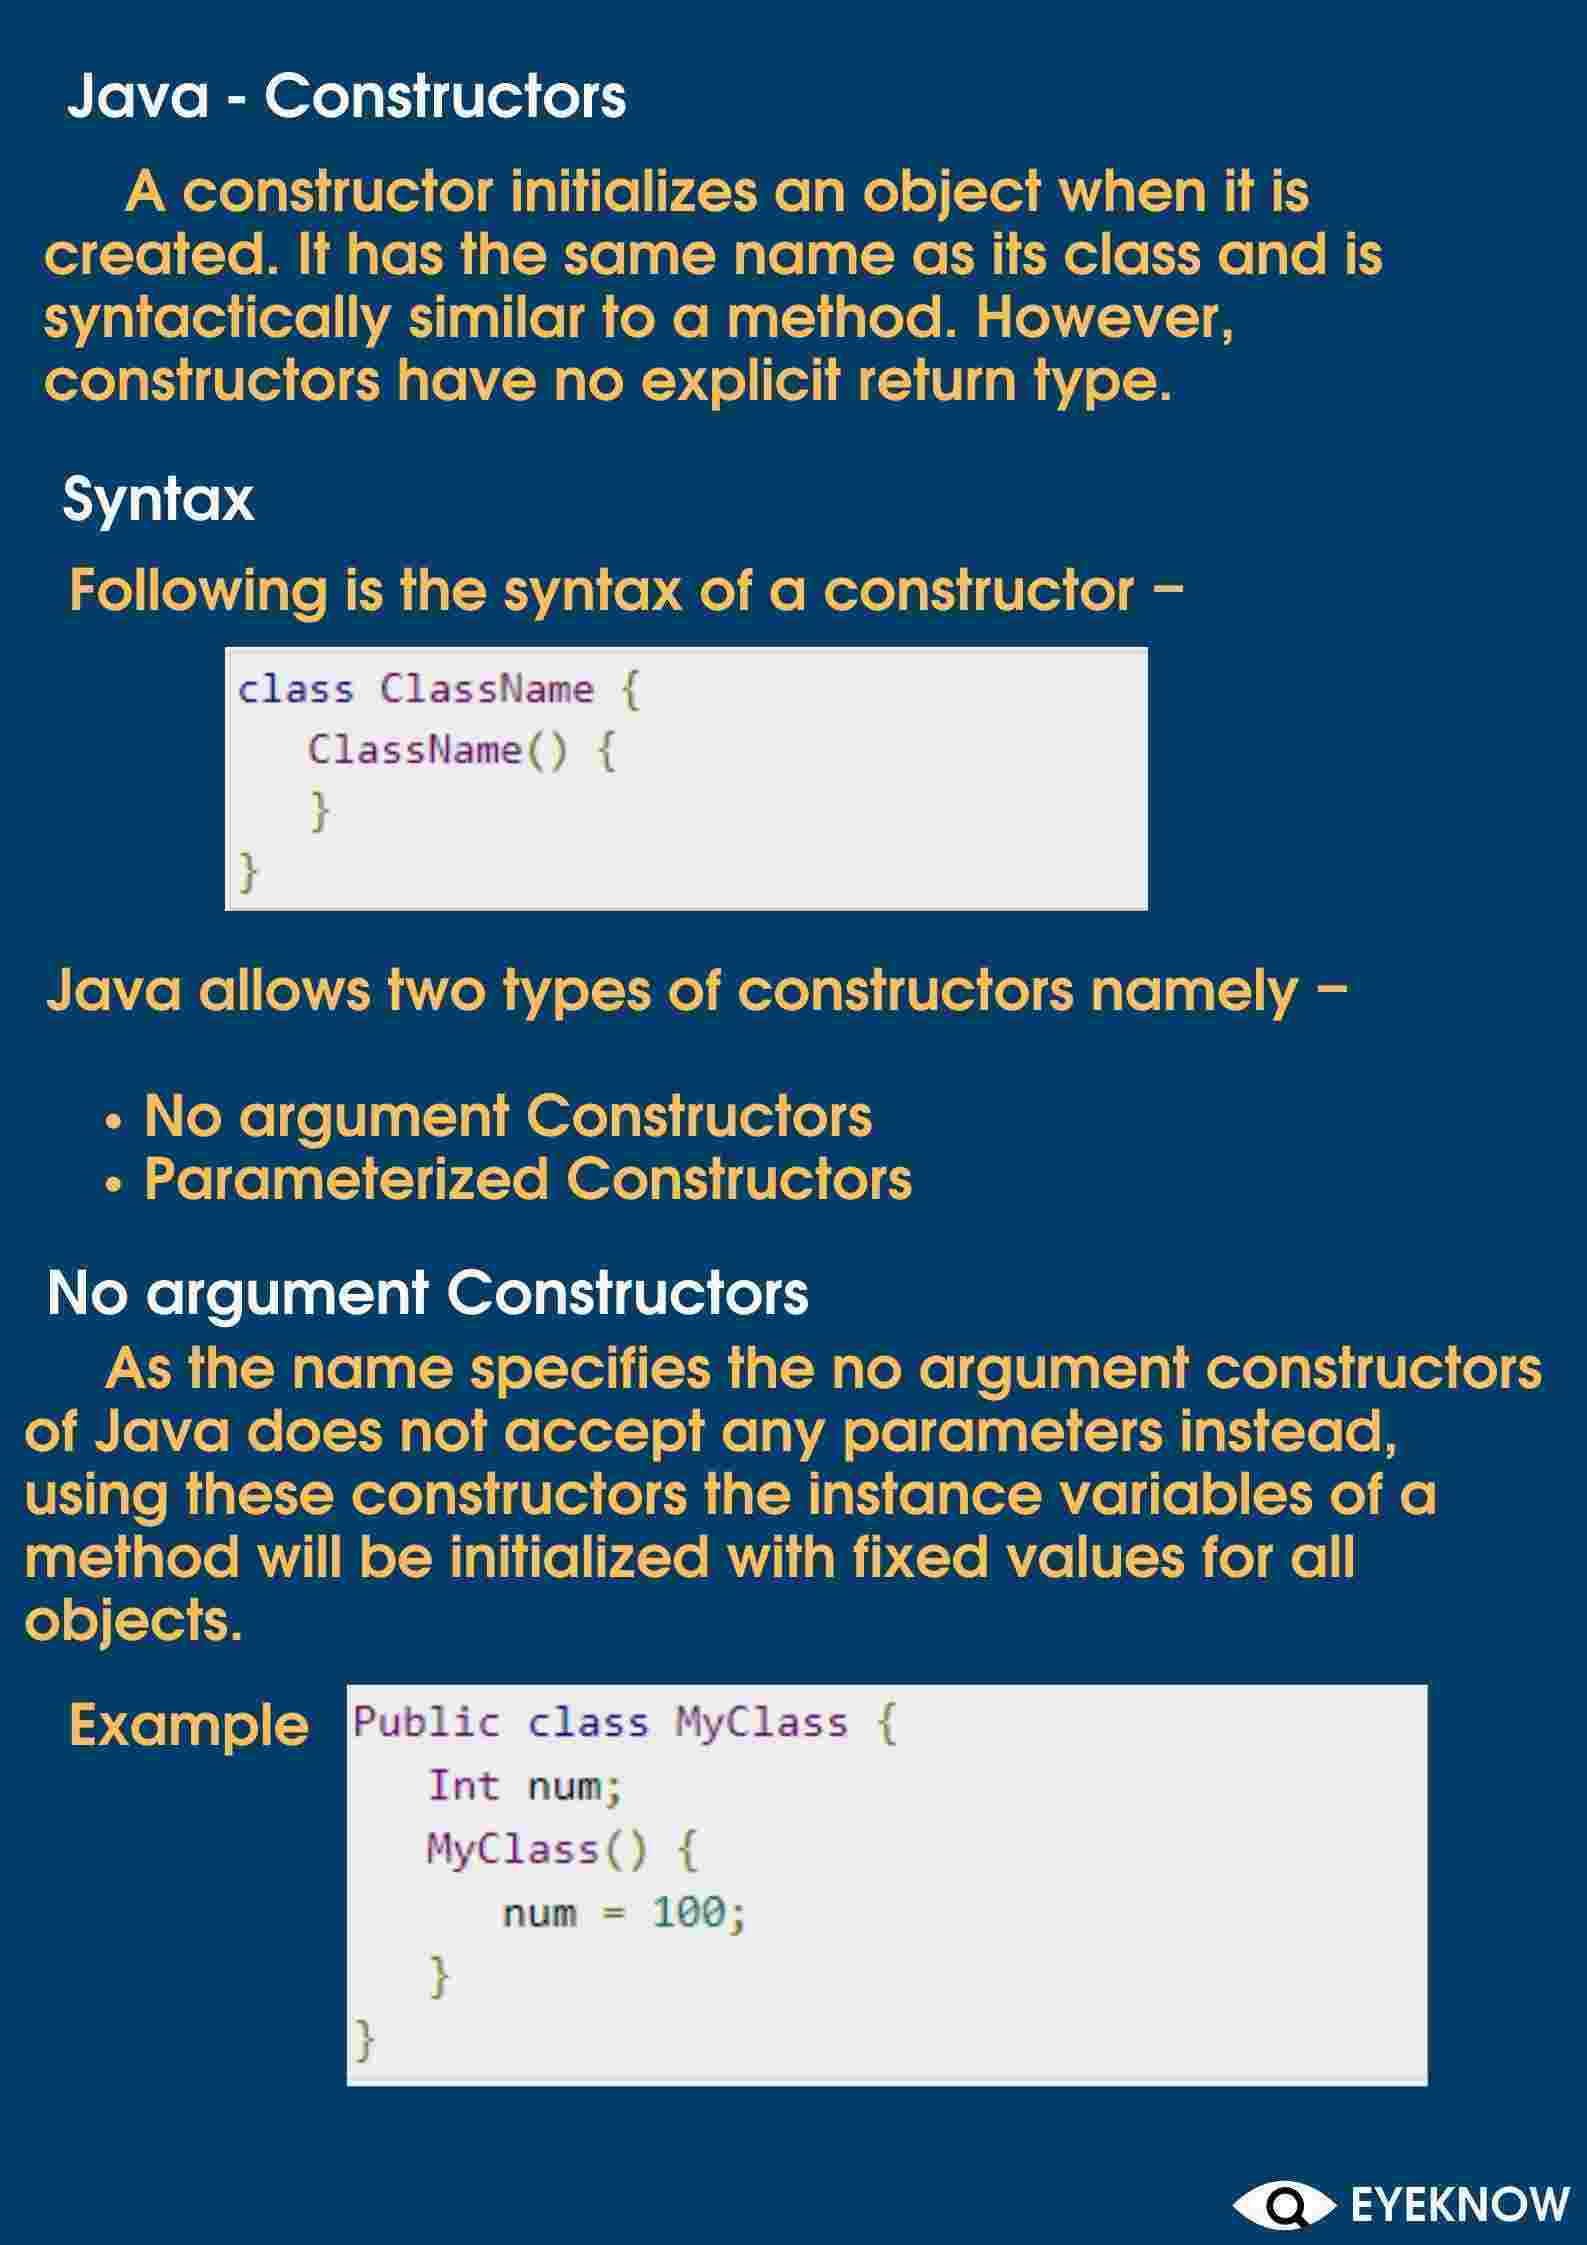 Java - Constructors
A constructor initializes an object when it is
created. It has the same name as its class and is
syntactically similar to a method. However,
constructors have no explicit return type.
Syntax
Following is the syntax of a constructor –
class ClassName {
ClassName() {
}
}
Java allows two types of constructors namely –
• No argument Constructors
• Parameterized Constructors
No argument Constructors
As the name specifies the no argument constructors
of Java does not accept any parameters instead,
using these constructors the instance variables of a
method will be initialized with fixed values for all
objects.
Example
Public class MyClass {
Int num;
MyClass() {
num = 100;
}
}
EYEKNOW